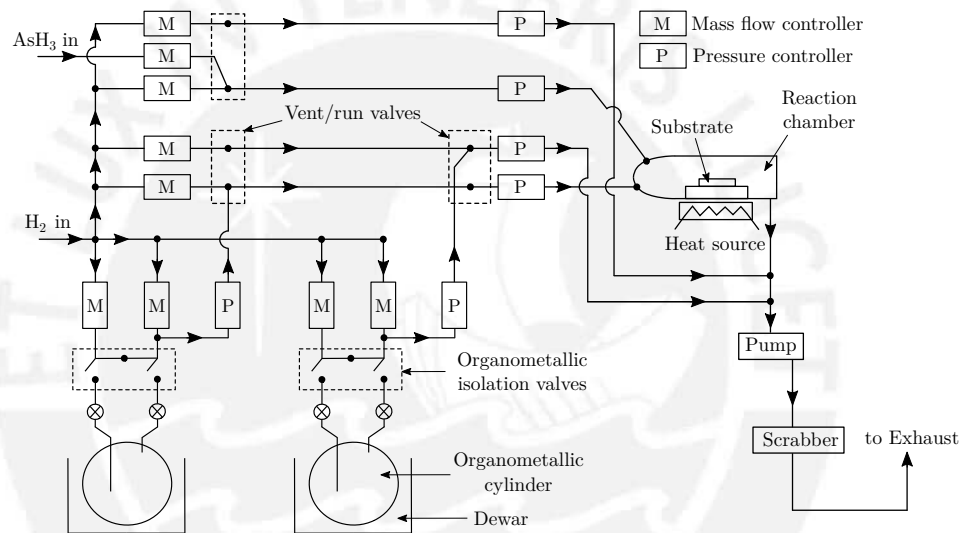 M
P
M
Mass flow controller
AsH₃ in
M
P
Pressure controller
M
P
Reaction
chamber
Vent/run valves
Substrate
M
P
M
P
H₂ in
Heat source
M
M
P
M
M
P
Pump
Organometallic
isolation valves
Scrabber
to Exhaust
Organometallic
cylinder
Dewar